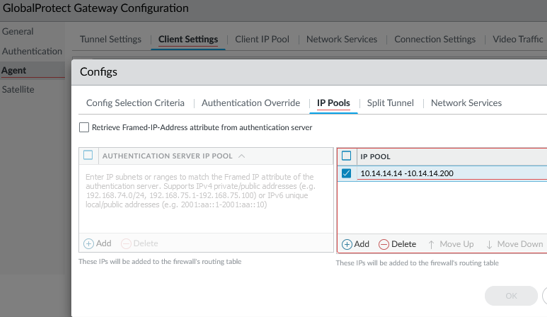 GlobalProtect Gateway Configuration
General
Authentication
Agent
Satellite
Tunnel Settings
Client Settings
Client IP Pool
Network Services
Connection Settings
Video Traffic
Configs
Config Selection Criteria
Authentication Override
IP Pools
Split Tunnel
Network Services
Retrieve Framed-IP-Address attribute from authentication server
AUTHENTICATION SERVER IP POOL
Enter IP subnets or ranges to match the Framed IP attribute of the
authentication server. Supports IPv4 private/public addresses (e.g.
192.168.74.0/24, 192.168.75.1-192.168.75.100) or IPv6 unique
local/public addresses (e.g. 2001:aa::1-2001:aa::10)
Add
Delete
These IPs will be added to the firewall's routing table
IP POOL
10.14.14.14 -10.14.14.200
Add
Delete
Move Up
Move Down
These IPs will be added to the firewall's routing table
OK